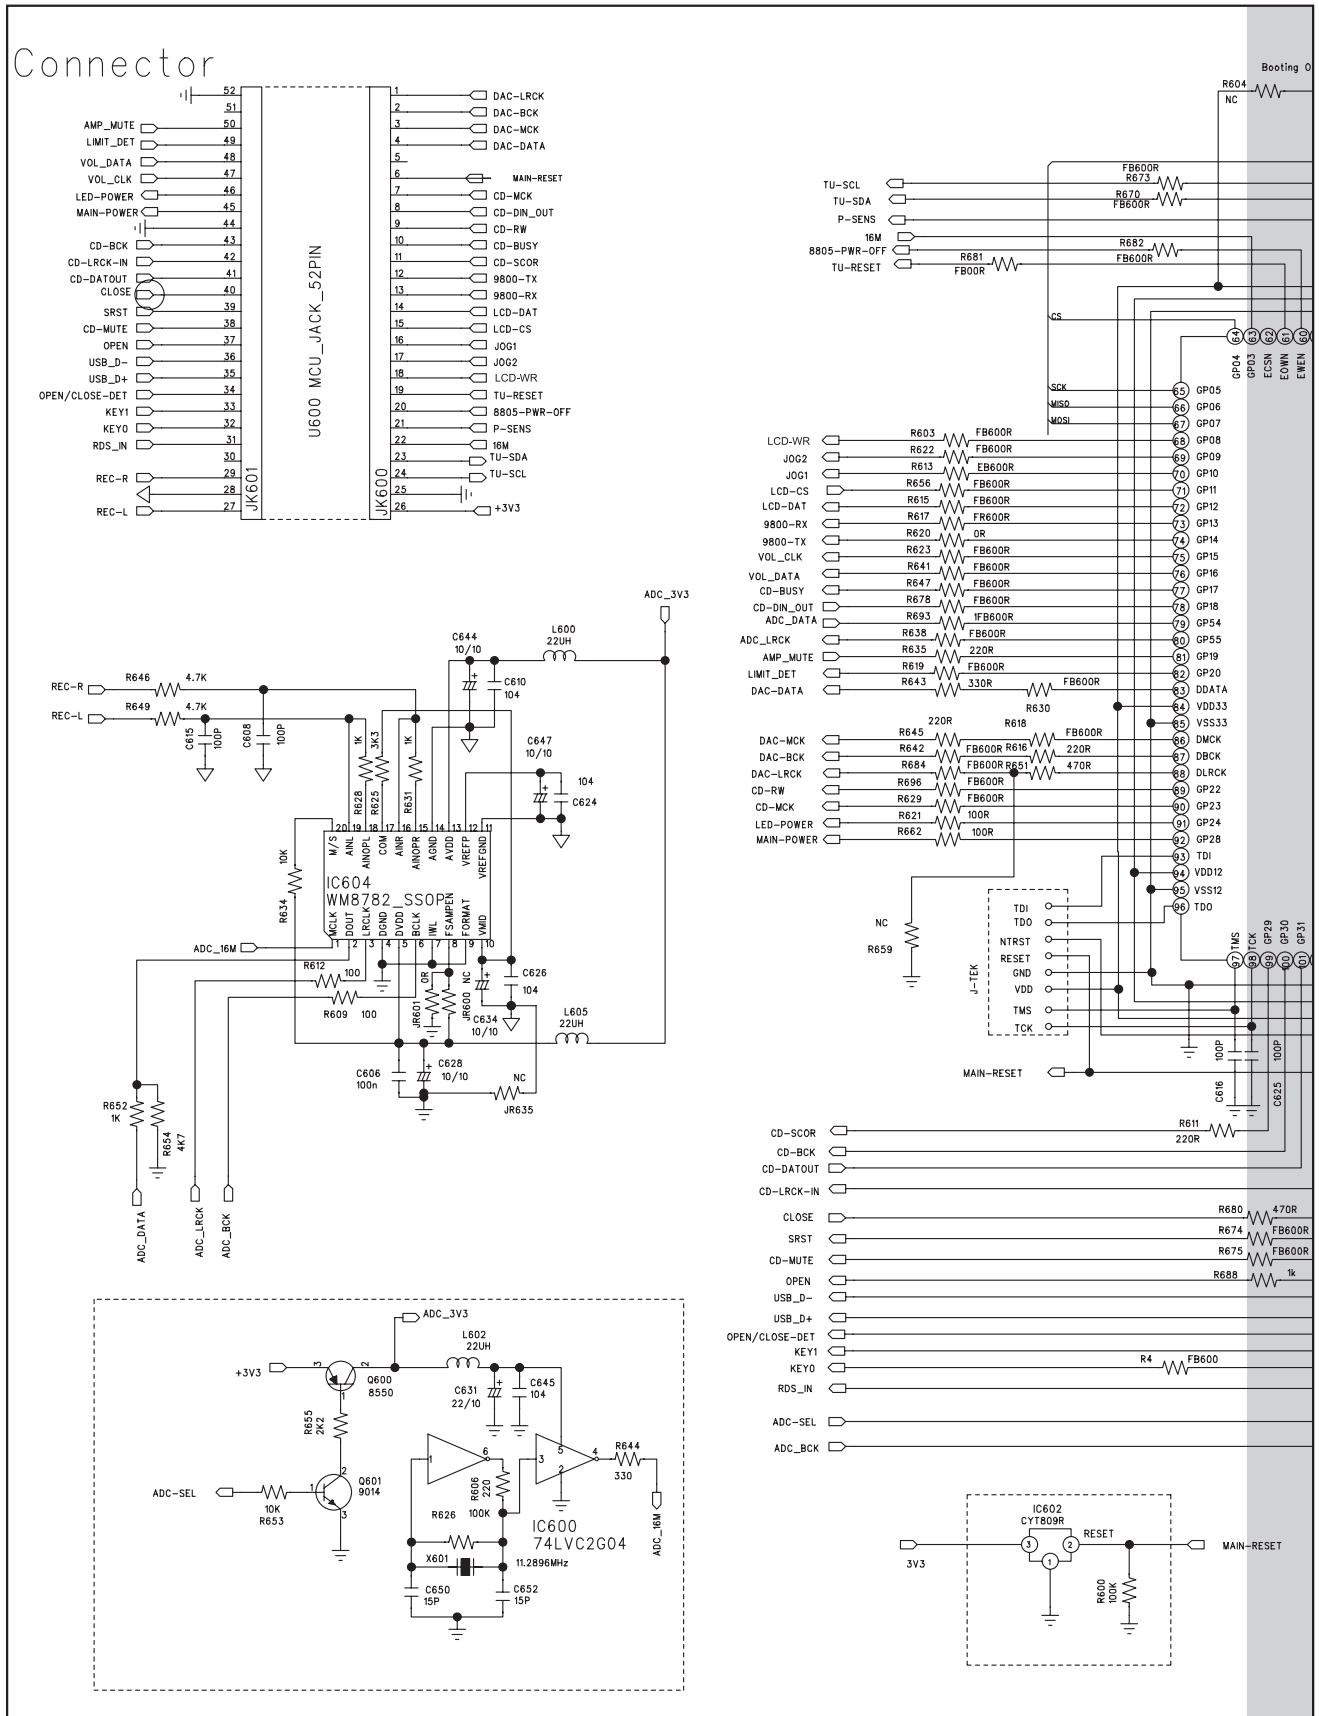 Connector
52
51
AMP_MUTE 50
LIMIT_DET 49
VOL_DATA 48
VOL_CLK 47
LED-POWER 46
MAIN-POWER 45
44
CD-BCK 43
CD-LRCK-IN 42
CD-DATOUT 41
CLOSE 40
SRST 39
CD-MUTE 38
OPEN 37
USB_D- 36
USB_D+ 35
OPEN/CLOSE-DET 34
KEY1 33
KEY0 32
RDS_IN 31
30
REC-R 29
28
REC-L 27
JK601
U600 MCU_JACK_52PIN
JK600
1 DAC-LRCK
2 DAC-BCK
3 DAC-MCK
4 DAC-DATA
5
6 MAIN-RESET
7 CD-MCK
8 CD-DIN_OUT
9 CD-RW
10 CD-BUSY
11 CD-SCOR
12 9800-TX
13 9800-RX
14 LCD-DAT
15 LCD-CS
16 JOG1
17 JOG2
18 LCD-WR
19 TU-RESET
20 8805-PWR-OFF
21 P-SENS
22 16M
23 TU-SDA
24 TU-SCL
25
26 +3V3
Booting O
R604
NC
TU-SCL R673 FB600R
TU-SDA R670 FB600R
P-SENS
16M
8805-PWR-OFF R682 FB600R
TU-RESET R681 FB00R
CS
SCK
MISO
MOSI
64 GP04
63 GP03
62 ECSN
61 EOWN
60 EWEN
65 GP05
66 GP06
67 GP07
LCD-WR R603 FB600R 68 GP08
JOG2 R622 FB600R 69 GP09
JOG1 R613 EB600R 70 GP10
LCD-CS R656 FB600R 71 GP11
LCD-DAT R615 FB600R 72 GP12
9800-RX R617 FR600R 73 GP13
9800-TX R620 0R 74 GP14
VOL_CLK R623 FB600R 75 GP15
VOL_DATA R641 FB600R 76 GP16
CD-BUSY R647 FB600R 77 GP17
CD-DIN_OUT R678 FB600R 78 GP18
ADC_DATA R693 1FB600R 79 GP54
ADC_LRCK R638 FB600R 80 GP55
AMP_MUTE R635 220R 81 GP19
LIMIT_DET R619 FB600R 82 GP20
DAC-DATA R643 330R R630 FB600R 83 DDATA
84 VDD33
85 VSS33
DAC-MCK R645 220R R618 FB600R 86 DMCK
DAC-BCK R642 FB600R R616 220R 87 DBCK
DAC-LRCK R684 FB600R R651 470R 88 DLRCK
CD-RW R696 FB600R 89 GP22
CD-MCK R629 FB600R 90 GP23
LED-POWER R621 100R 91 GP24
MAIN-POWER R662 100R 92 GP28
93 TDI
94 VDD12
95 VSS12
96 TDO
97 TMS
98 TCK
99 GP29
100 GP30
101 GP31
NC
R659
J-TEK
TDI
TDO
NTRST
RESET
GND
VDD
TMS
TCK
MAIN-RESET
100P
C616
100P
C625
CD-SCOR R611 220R
CD-BCK
CD-DATOUT
CD-LRCK-IN
CLOSE R680 470R
SRST R674 FB600R
CD-MUTE R675 FB600R
OPEN R688 1k
USB_D-
USB_D+
OPEN/CLOSE-DET
KEY1
KEY0 R4 FB600
RDS_IN
ADC-SEL
ADC_BCK
ADC_3V3
C644
10/10
L600
22UH
C610
104
REC-R R646 4.7K
REC-L R649 4.7K
C615
100P
C608
100P
1K
R628
3K3
R625
1K
R631
C647
10/10
104
C624
10K
R634
20 M/S
19 AINL
18 AINOPL
17 COM
16 AINR
15 AINOPR
14 AGND
13 AVDD
12 VREFP
11 VREFGND
IC604
WM8782_SSOP
MCLK 1
DOUT 2
LRCLK 3
DGND 4
DVDD 5
BCLK 6
IWL 7
FSAMPEN 8
FORMAT 9
VMID 10
ADC_16M
R612 100
R609 100
JR601 0R
JR600 NC
C634
10/10
C626
104
L605
22UH
C606
100n
C628
10/10
NC
JR635
R652
1K
R654
4K7
ADC_DATA
ADC_LRCK
ADC_BCK
ADC_3V3
+3V3
3
2
1
Q600
8550
L602
22UH
C631
22/10
C645
104
R655
2K2
ADC-SEL
10K
R653
1
2
3
Q601
9014
1
6
R606
220
3
5
4
2
R644
330
ADC_16M
R626
100K
IC600
74LVC2G04
X601
11.2896MHz
C650
15P
C652
15P
IC602
CYT809R
3V3
3
2
1
RESET
MAIN-RESET
R600
100K